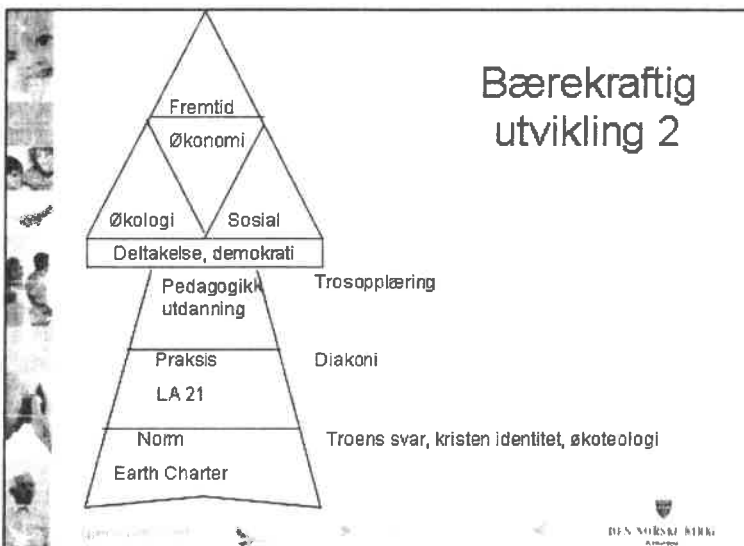 Bærekraftig
utvikling 2
Fremtid
Økonomi
Økologi
Sosial
Deltakelse, demokrati
Pedagogikk
utdanning
Trosopplæring
Praksis
Diakoni
LA 21
Norm
Troens svar, kristen identitet, økoteologi
Earth Charter
DEN NORSKE KIRKE